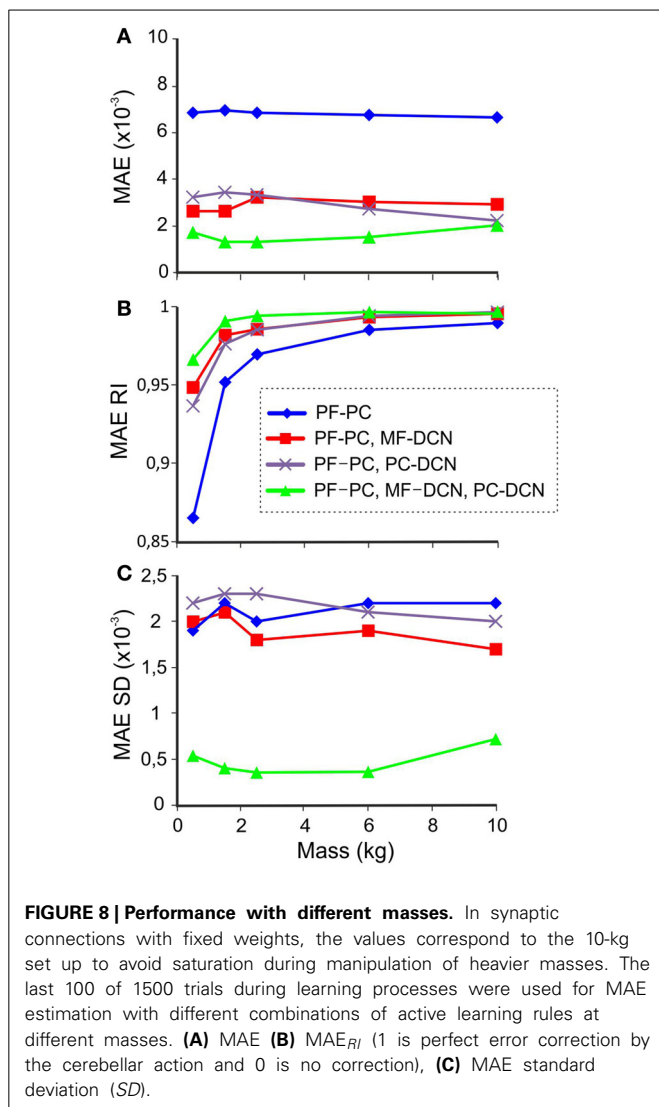 A
10
8
6
4
2
0
MAE (x10-3)
B
1
0,95
0,9
0,85
MAE RI
PF-PC
PF-PC, MF-DCN
PF-PC, PC-DCN
PF-PC, MF-DCN, PC-DCN
C
2,5
2
1,5
1
0,5
0
MAE SD (x10-3)
0 2 4 6 8 10
Mass (kg)
FIGURE 8 | Performance with different masses. In synaptic
connections with fixed weights, the values correspond to the 10-kg
set up to avoid saturation during manipulation of heavier masses. The
last 100 of 1500 trials during learning processes were used for MAE
estimation with different combinations of active learning rules at
different masses. (A) MAE (B) MAERI (1 is perfect error correction by
the cerebellar action and 0 is no correction), (C) MAE standard
deviation (SD).